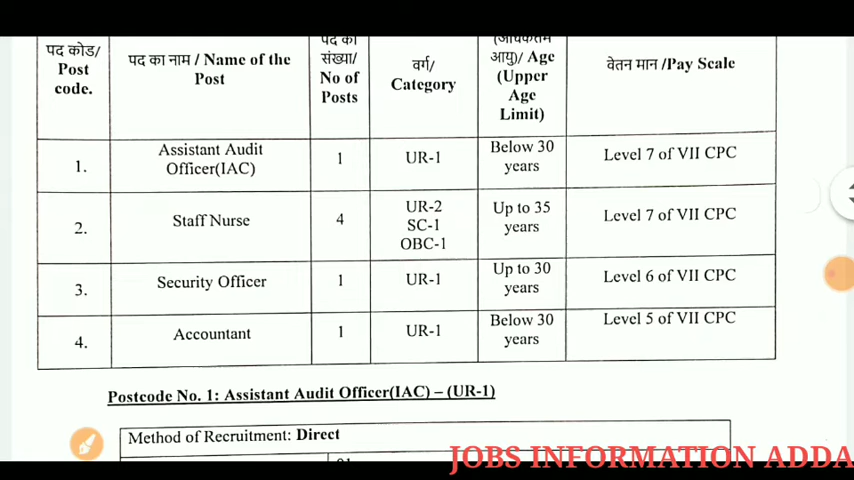 पद कोड/
Post
code.
पद का नाम / Name of the
Post
पद का
संख्या/
No of
Posts
वर्ग/
Category
(अधिकतम
आयु)/ Age
(Upper
Age
Limit)
वेतन मान /Pay Scale
1.
Assistant Audit
Officer(IAC)
1
UR-1
Below 30
years
Level 7 of VII CPC
2.
Staff Nurse
4
UR-2
SC-1
OBC-1
Up to 35
years
Level 7 of VII CPC
3.
Security Officer
1
UR-1
Up to 30
years
Level 6 of VII CPC
4.
Accountant
1
UR-1
Below 30
years
Level 5 of VII CPC
Postcode No. 1: Assistant Audit Officer(IAC) – (UR-1)
Method of Recruitment: Direct
JOBS INFORMATION ADDA